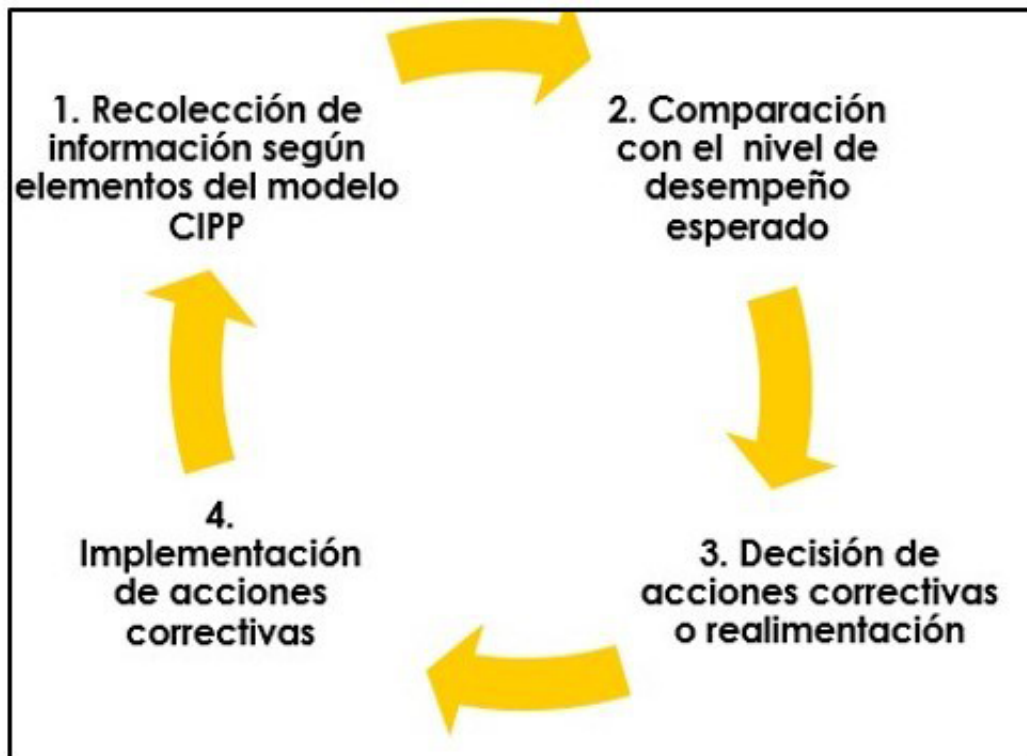 1. Recolección de
información según
elementos del modelo
CIPP
2. Comparación
con el nivel de
desempeño
esperado
3. Decisión de
acciones correctivas
o realimentación
4.
Implementación
de acciones
correctivas